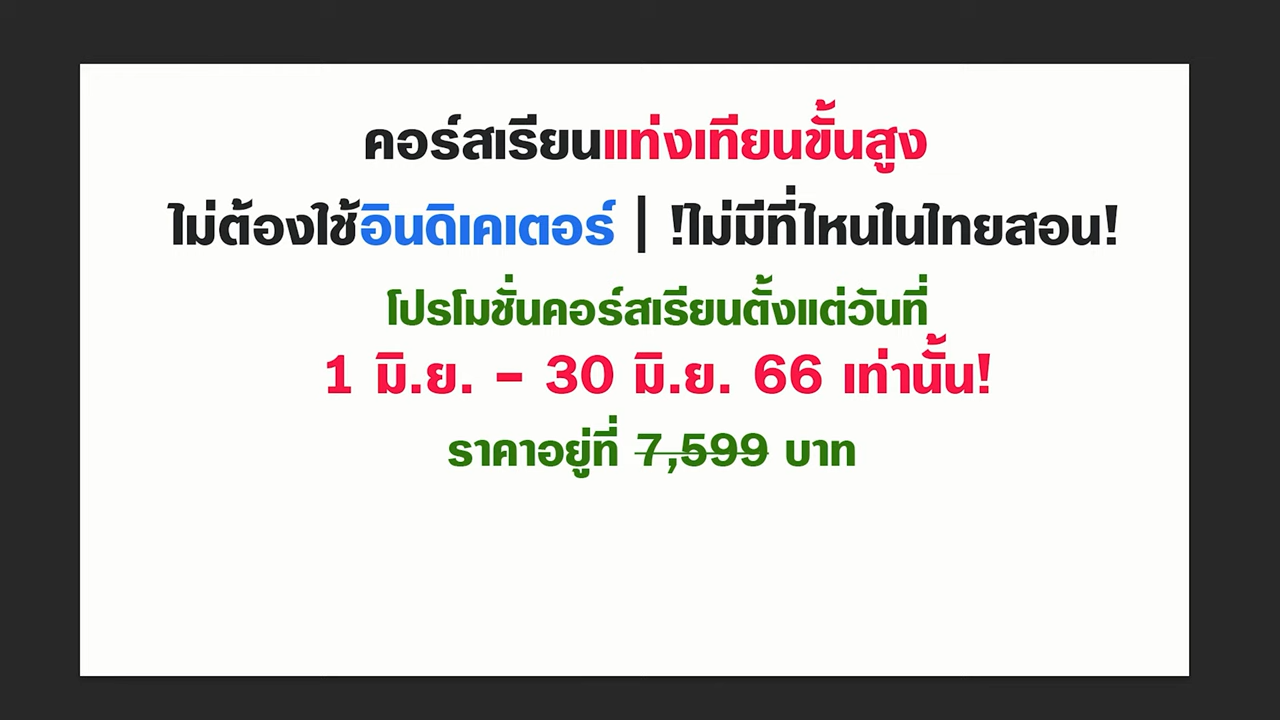 คอร์สเรียนแท่งเทียนขั้นสูง
ไม่ต้องใช้อินดิเคเตอร์ | !ไม่มีที่ไหนในไทยสอน!
โปรโมชั่นคอร์สเรียนตั้งแต่วันที่
1 มิ.ย. - 30 มิ.ย. 66 เท่านั้น!
ราคาอยู่ที่ 7,599 บาท